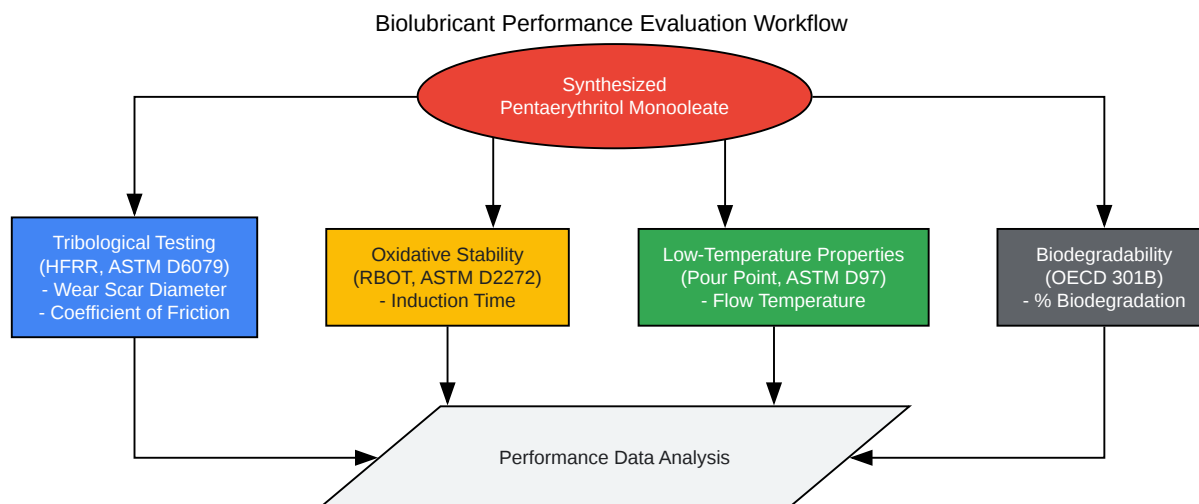 Biolubricant Performance Evaluation Workflow
Synthesized
Pentaerythritol Monooleate
Tribological Testing
(HFRR, ASTM D6079)
- Wear Scar Diameter
- Coefficient of Friction
Oxidative Stability
(RBOT, ASTM D2272)
- Induction Time
Low-Temperature Properties
(Pour Point, ASTM D97)
- Flow Temperature
Biodegradability
(OECD 301B)
- % Biodegradation
Performance Data Analysis